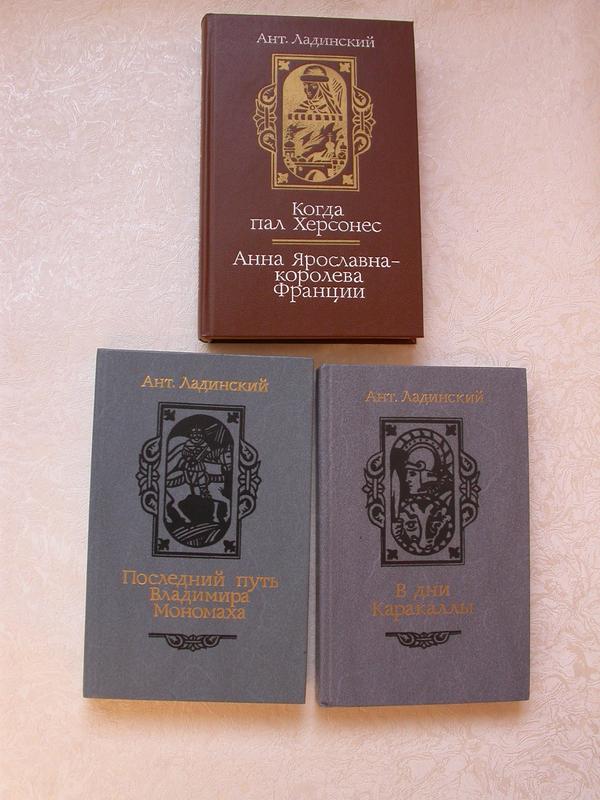 Ант. Ладинский
Когда
пал Херсонес
Анна Ярославна–
королева
Франции
Ант. Ладинский
Последний путь
Владимира
Мономаха
Ант. Ладинский
В дни
Каракаллы